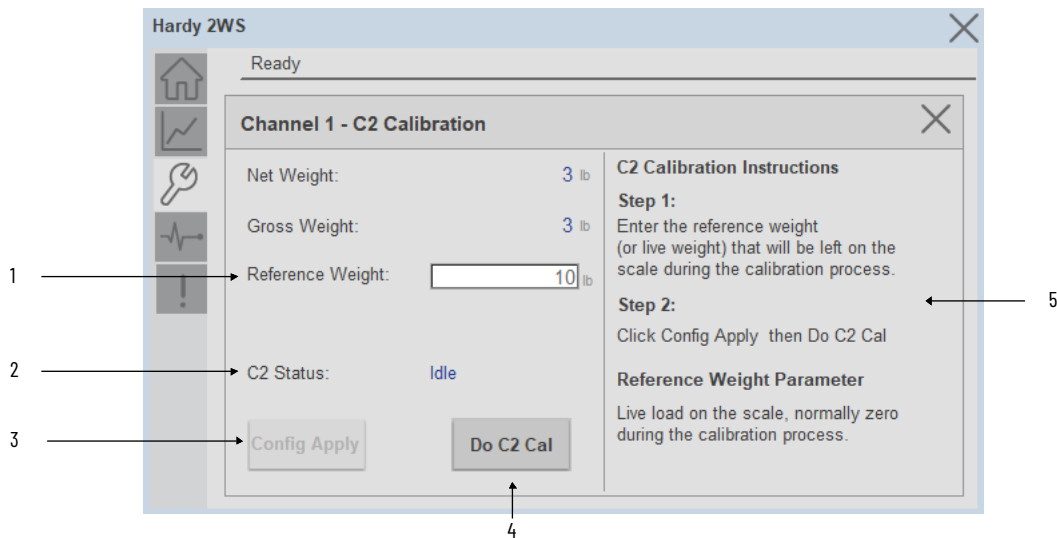 Hardy 2WS
Ready
Channel 1 - C2 Calibration
Net Weight: 3 lb
Gross Weight: 3 lb
1
Reference Weight: 10 lb
2
C2 Status: Idle
3
Config Apply
Do C2 Cal
4
C2 Calibration Instructions
Step 1:
Enter the reference weight
(or live weight) that will be left on the
scale during the calibration process.
5
Step 2:
Click Config Apply then Do C2 Cal
Reference Weight Parameter
Live load on the scale, normally zero
during the calibration process.